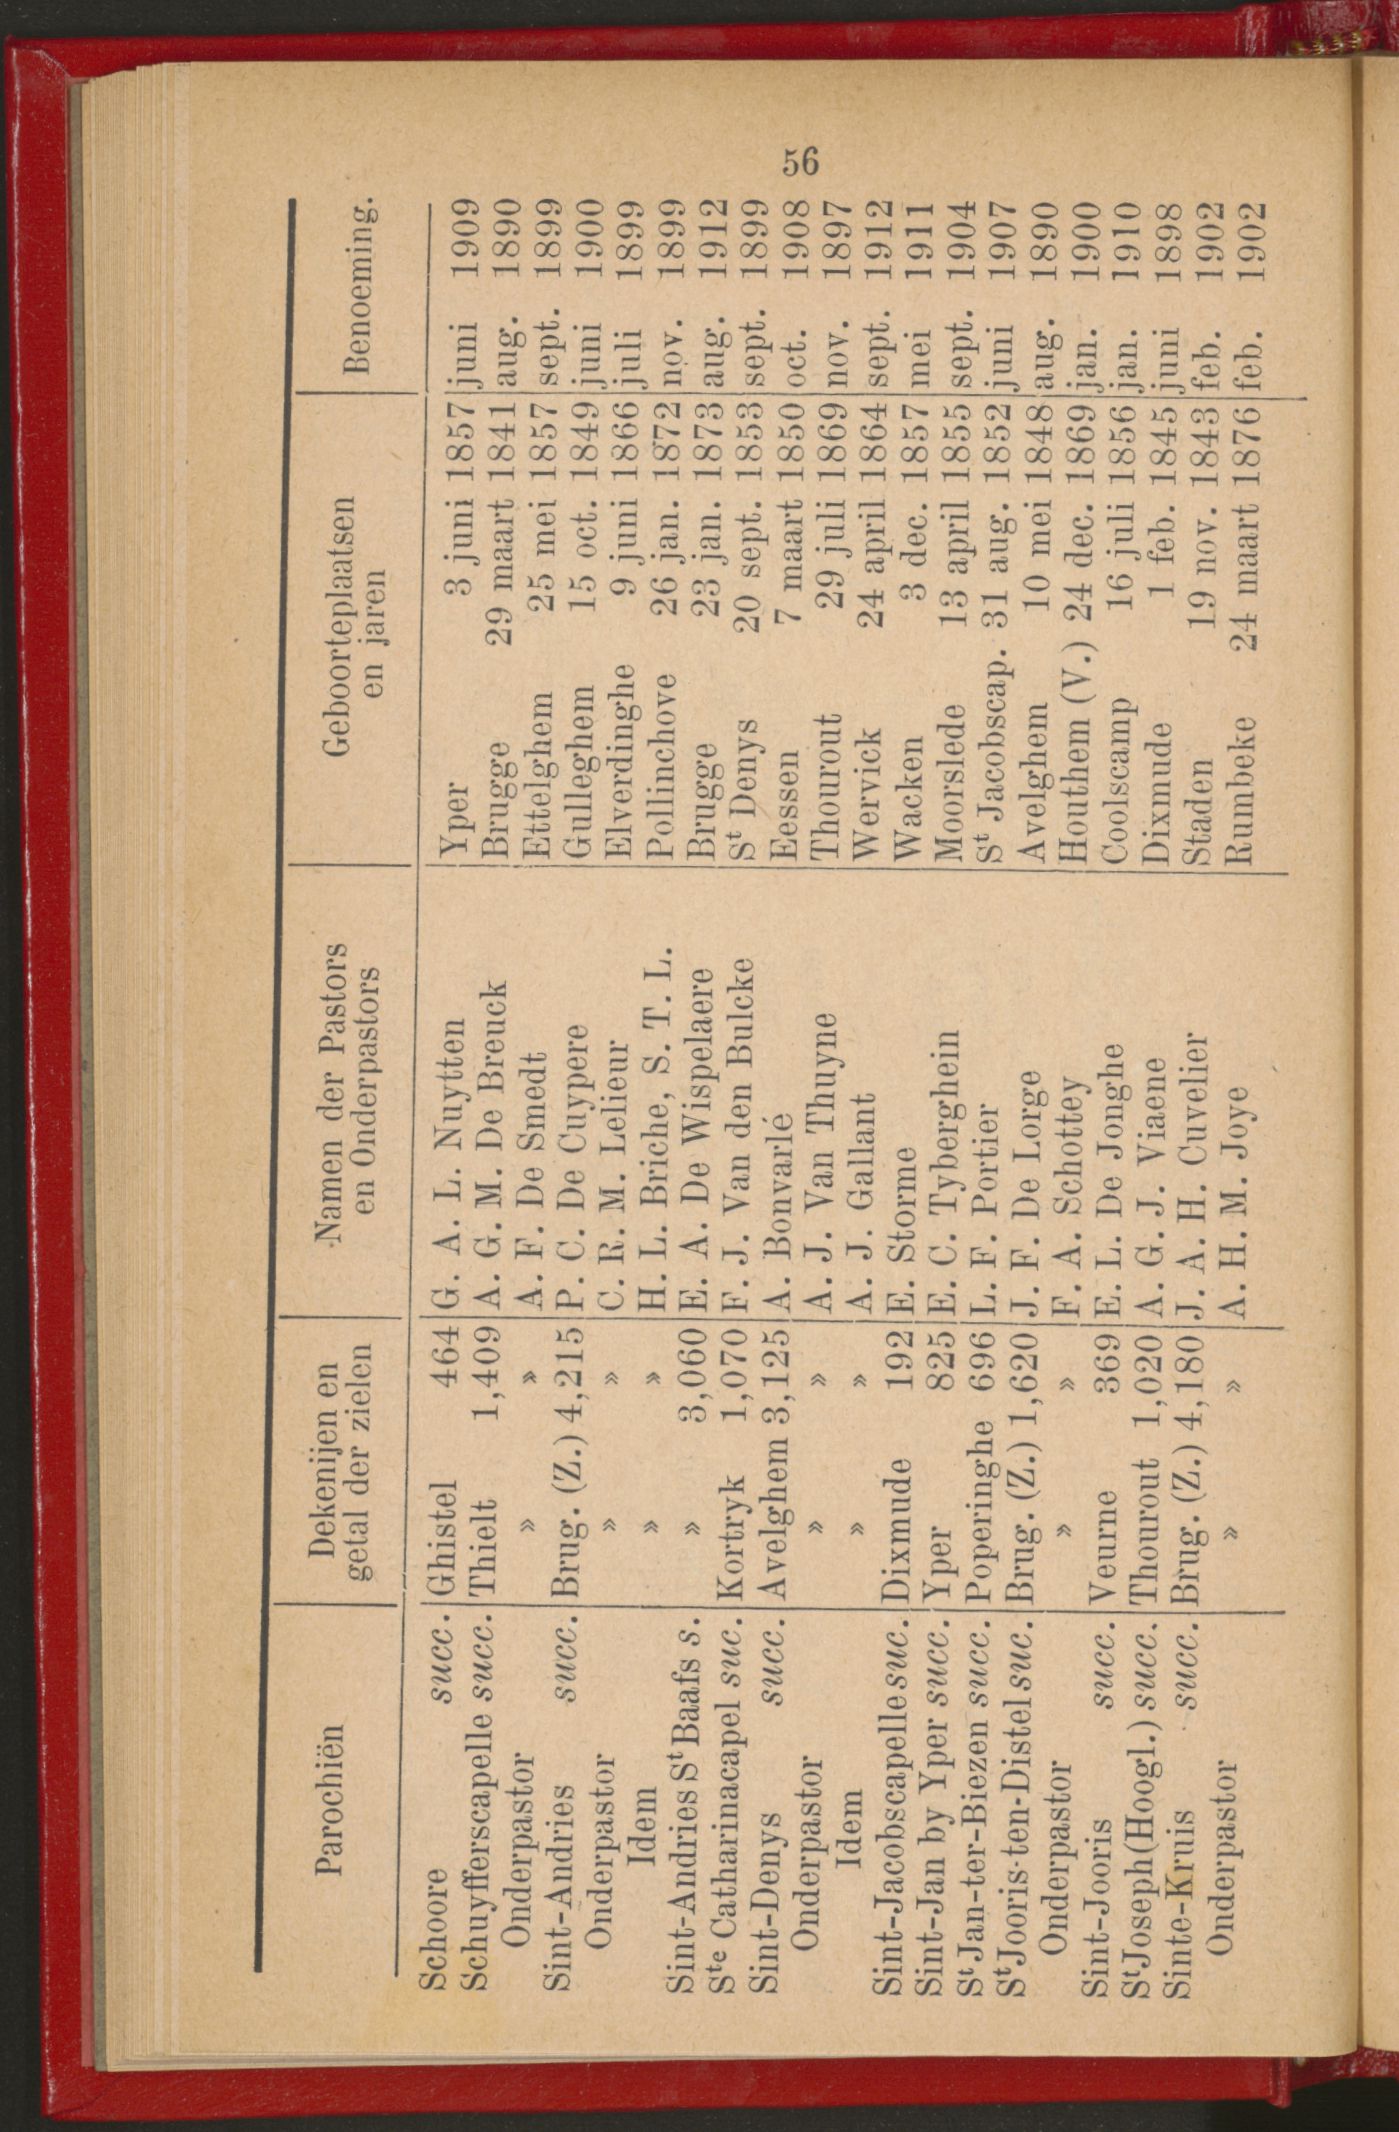 56
Parochiën Dekenijen en getal der zielen Namen der Pastors en Onderpastors Geboorteplaatsen en jaren Benoeming.
Schoore succ. Ghistel 464 G. A. L. Nuytten Yper 3 juni 1857 juni 1909
Schuyfferscapelle succ. Thielt 1,409 A. G. M. De Breuck Brugge 29 maart 1841 aug. 1890
Onderpastor » » A. F. De Smedt Ettelghem 25 mei 1857 sept. 1899
Sint-Andries succ. Brug. (Z.) 4,215 P. C. De Cuypere Gulleghem 15 oct. 1849 juni 1900
Onderpastor » » C. R. M. Lelieur Elverdinghe 9 juni 1866 juli 1899
Idem » » H. L. Briche, S. T. L. Pollinchove 26 jan. 1872 nov. 1899
Sint-Andries St Baafs s. » 3,060 E. A. De Wispelaere Brugge 23 jan. 1873 aug. 1912
Ste Catharinacapel suc. Kortryk 1,070 F. J. Van den Bulcke St Denys 20 sept. 1853 sept. 1899
Sint-Denys succ. Avelghem 3,125 A. Bonvarlé Eessen 7 maart 1850 oct. 1908
Onderpastor » » A. J. Van Thuyne Thourout 29 juli 1869 nov. 1897
Idem » » A. J. Gallant Wervick 24 april 1864 sept. 1912
Sint-Jacobscapelle suc. Dixmude 192 E. Storme Wacken 3 dec. 1857 mei 1911
Sint-Jan by Yper succ. Yper 825 E. C. Tyberghein Moorslede 13 april 1855 sept. 1904
St Jan-ter-Biezen succ. Poperinghe 696 L. F. Portier St Jacobscap. 31 aug. 1852 juni 1907
St Jooris-ten-Distel suc. Brug. (Z.) 1,620 J. F. De Lorge Avelghem 10 mei 1848 aug. 1890
Onderpastor » » F. A. Schottey Houthem (V.) 24 dec. 1869 jan. 1900
Sint-Jooris succ. Veurne 369 E. L. De Jonghe Coolscamp 16 juli 1856 jan. 1910
St Joseph (Hoogl.) succ. Thourout 1,020 A. G. J. Viaene Dixmude 1 feb. 1845 juni 1898
Sinte-Kruis succ. Brug. (Z.) 4,180 J. A. H. Cuvelier Staden 19 nov. 1843 feb. 1902
Onderpastor » » A. H. M. Joye Rumbeke 24 maart 1876 feb. 1902